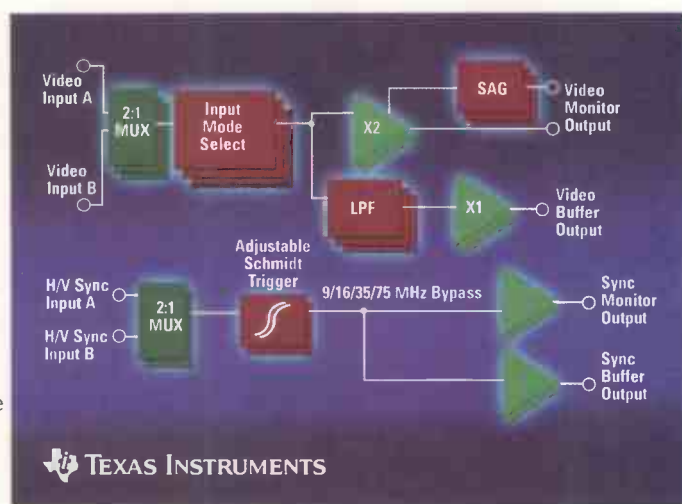 Video
Input A
2:1
MUX
Input
Mode
Select
Video
Input B
X2
SAG
Video
Monitor
Output
LPF
X1
Video
Buffer
Output
H/V Sync
Input A
H/V Sync
Input B
2:1
MUX
Adjustable
Schmidt
Trigger
9/16/35/75 MHz Bypass
Sync
Monitor
Output
Sync
Buffer
Output
TEXAS INSTRUMENTS